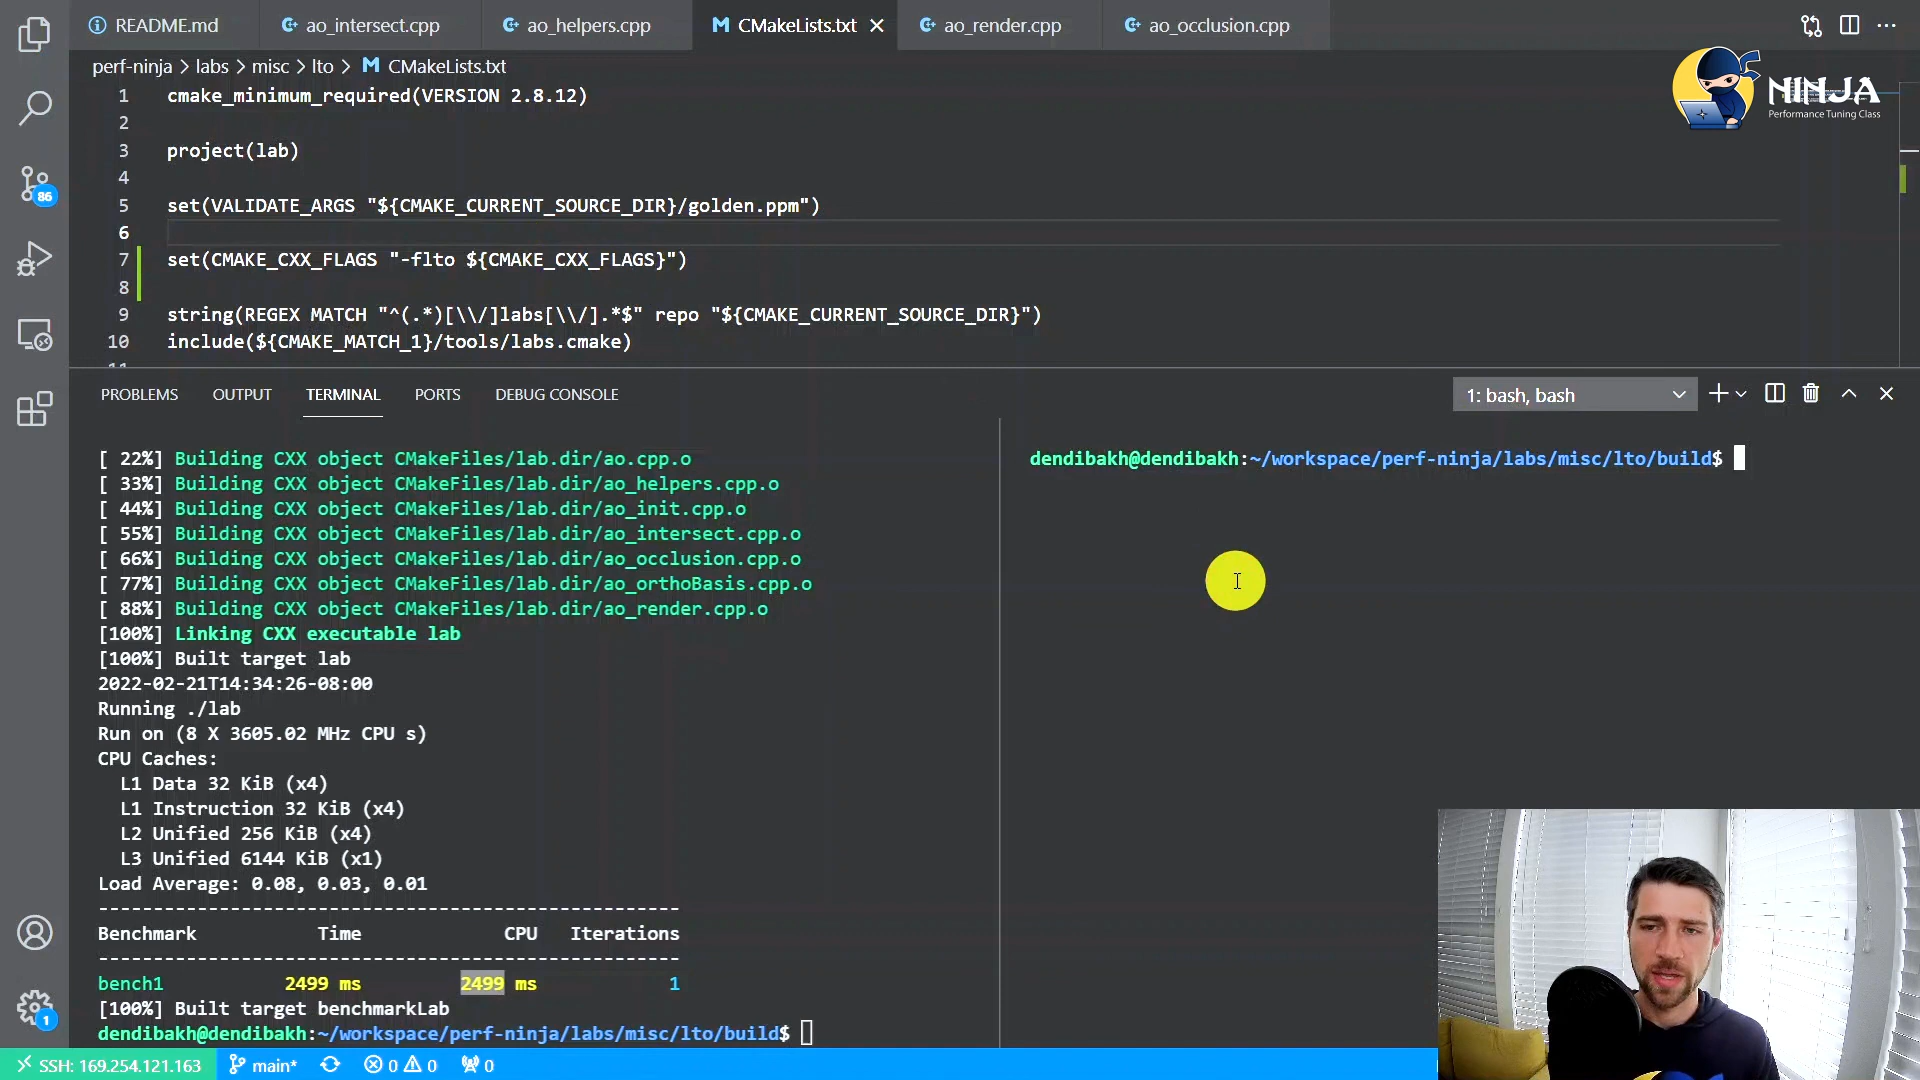 README.md ao_intersect.cpp ao_helpers.cpp M CMakeLists.txt ao_render.cpp ao_occlusion.cpp
perf-ninja > labs > misc > lto > M CMakeLists.txt
NINJA
Performance Tuning Class
1 cmake_minimum_required(VERSION 2.8.12)
2
3 project(lab)
4
5 set(VALIDATE_ARGS "${CMAKE_CURRENT_SOURCE_DIR}/golden.ppm")
6
7 set(CMAKE_CXX_FLAGS "-flto ${CMAKE_CXX_FLAGS}")
8
9 string(REGEX MATCH "^(.*)[\\/]labs[\\/].*$" repo "${CMAKE_CURRENT_SOURCE_DIR}")
10 include(${CMAKE_MATCH_1}/tools/labs.cmake)
11
86
PROBLEMS OUTPUT TERMINAL PORTS DEBUG CONSOLE 1: bash, bash
[ 22%] Building CXX object CMakeFiles/lab.dir/ao.cpp.o
[ 33%] Building CXX object CMakeFiles/lab.dir/ao_helpers.cpp.o
[ 44%] Building CXX object CMakeFiles/lab.dir/ao_init.cpp.o
[ 55%] Building CXX object CMakeFiles/lab.dir/ao_intersect.cpp.o
[ 66%] Building CXX object CMakeFiles/lab.dir/ao_occlusion.cpp.o
[ 77%] Building CXX object CMakeFiles/lab.dir/ao_orthoBasis.cpp.o
[ 88%] Building CXX object CMakeFiles/lab.dir/ao_render.cpp.o
[100%] Linking CXX executable lab
[100%] Built target lab
2022-02-21T14:34:26-08:00
Running ./lab
Run on (8 X 3605.02 MHz CPU s)
CPU Caches:
L1 Data 32 KiB (x4)
L1 Instruction 32 KiB (x4)
L2 Unified 256 KiB (x4)
L3 Unified 6144 KiB (x1)
Load Average: 0.08, 0.03, 0.01
-----------------------------------------------------
Benchmark Time CPU Iterations
-----------------------------------------------------
bench1 2499 ms 2499 ms 1
[100%] Built target benchmarkLab
dendibakh@dendibakh:~/workspace/perf-ninja/labs/misc/lto/build$
dendibakh@dendibakh:~/workspace/perf-ninja/labs/misc/lto/build$
1
SSH: 169.254.121.163 main* 0 0 0